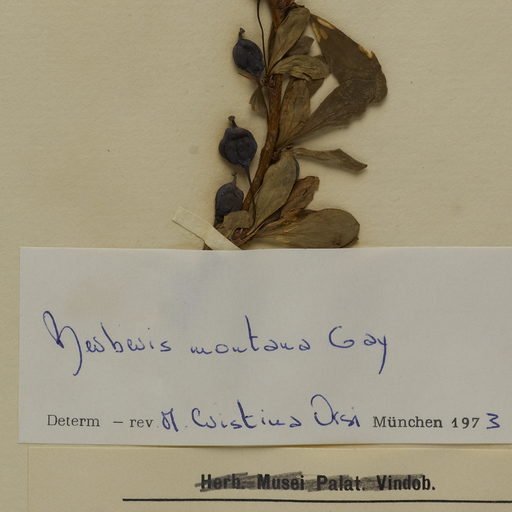 Berberis montana Gay
Determ – rev. M. Cristina Orsi München 1973
Herb. Musei Palat. Vindob.